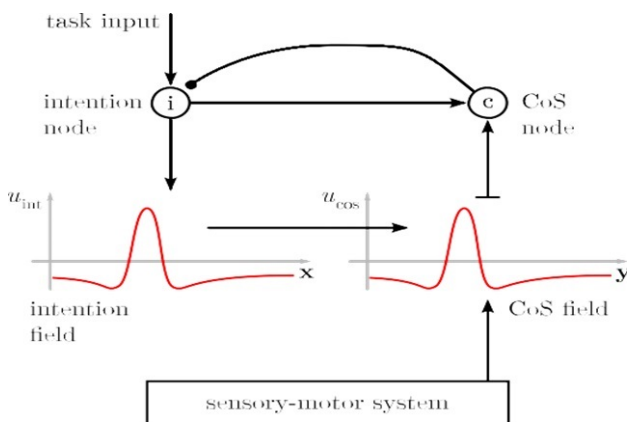 task input
intention
node
i
c
CoS
node
u_int
u_cos
x
y
intention
field
CoS field
sensory-motor system